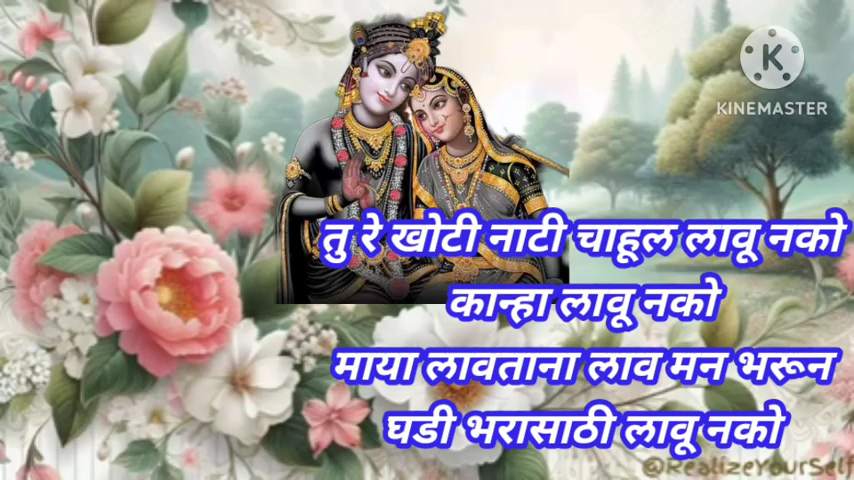 KINEMASTER
तु रे खोटी नाटी चाहूल लावू नको
कान्हा लावू नको
माया लावताना लाव मन भरून
घडी भरासाठी लावू नको
@RealizeYourSelf